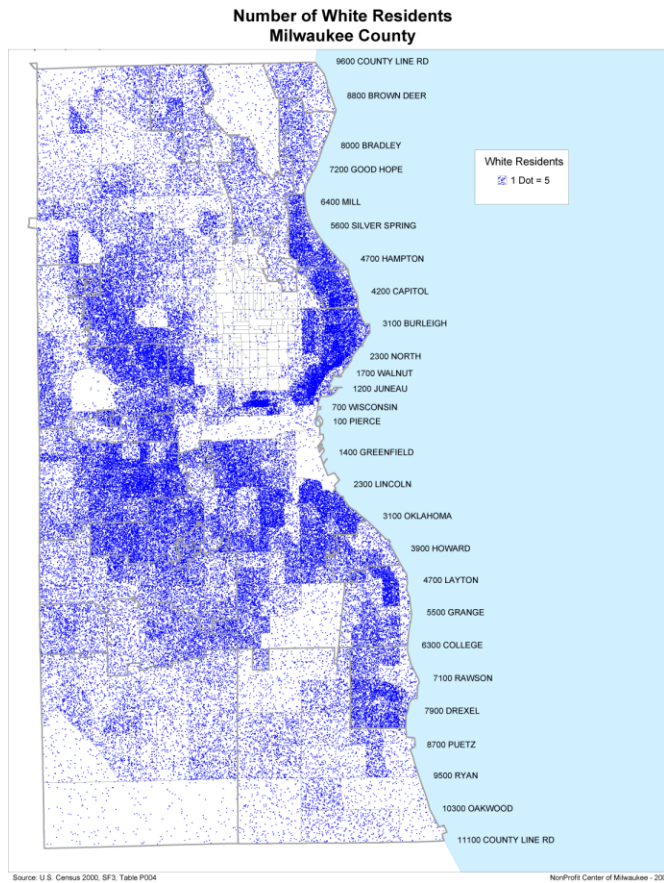 Number of White Residents
Milwaukee County
9600 COUNTY LINE RD
8800 BROWN DEER
White Residents
1 Dot = 5
8000 BRADLEY
7200 GOOD HOPE
6400 MILL
5600 SILVER SPRING
4700 HAMPTON
4200 CAPITOL
3100 BURLEIGH
2300 NORTH
1700 WALNUT
1200 JUNEAU
700 WISCONSIN
100 PIERCE
1400 GREENFIELD
2300 LINCOLN
3100 OKLAHOMA
3900 HOWARD
4700 LAYTON
5500 GRANGE
6300 COLLEGE
7100 RAWSON
7900 DREXEL
8700 PUETZ
9500 RYAN
10300 OAKWOOD
11100 COUNTY LINE RD
Source: U.S. Census 2000, SF3, Table P004
NonProfit Center of Milwaukee - 200